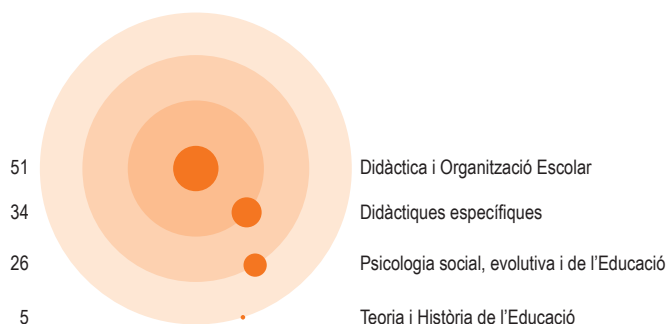 51 Didàctica i Organització Escolar
34 Didàctiques específiques
26 Psicologia social, evolutiva i de l’Educació
5 Teoria i Història de l’Educació